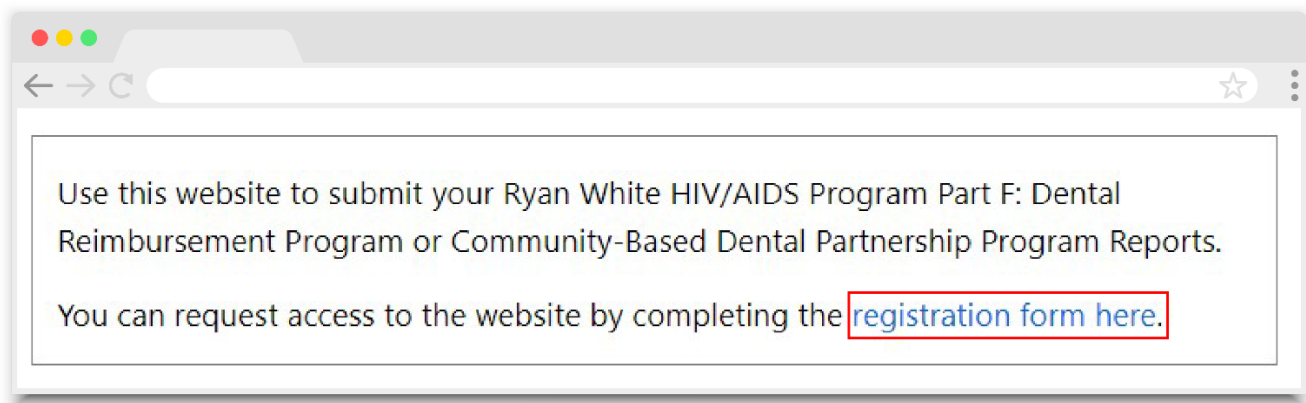 Use this website to submit your Ryan White HIV/AIDS Program Part F: Dental
Reimbursement Program or Community-Based Dental Partnership Program Reports.
You can request access to the website by completing the registration form here.